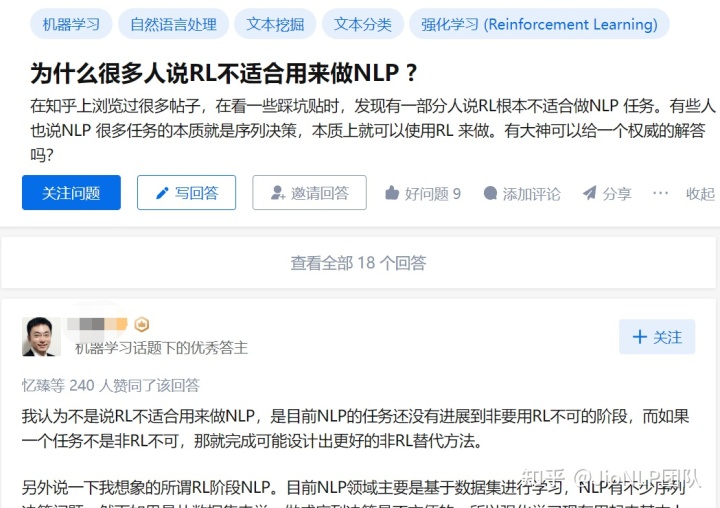 机器学习 自然语言处理 文本挖掘 文本分类 强化学习 (Reinforcement Learning)
为什么很多人说RL不适合用来做NLP？
在知乎上浏览过很多帖子，在看一些踩坑贴时，发现有一部分人说RL根本不适合做NLP 任务。有些人
也说NLP 很多任务的本质就是序列决策，本质上就可以使用RL 来做。有大神可以给一个权威的解答
吗？
关注问题 写回答 邀请回答 好问题 9 添加评论 分享 ··· 收起
查看全部 18 个回答
机器学习话题下的优秀答主
+ 关注
忆臻等 240 人赞同了该回答
我认为不是说RL不适合用来做NLP，是目前NLP的任务还没有进展到非要用RL不可的阶段，而如果
一个任务不是非RL不可，那就完成可能设计出更好的非RL替代方法。
知乎 @JioNLP团队
另外说一下我想象的所谓RL阶段NLP。目前NLP领域主要是基于数据集进行学习，NLP有不少序列